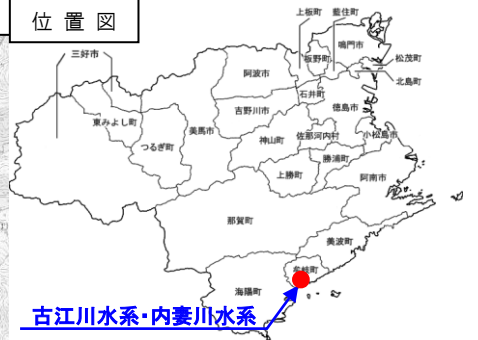 位置図
上板町
藍住町
三好市
鳴門市
板野町
松茂町
阿波市
北島町
石井町
吉野川市
徳島市
東みよし町
美馬市
佐那河内村
小松島市
つるぎ町
神山町
勝浦町
上勝町
阿南市
那賀町
美波町
牟岐町
海陽町
古江川水系・内妻川水系